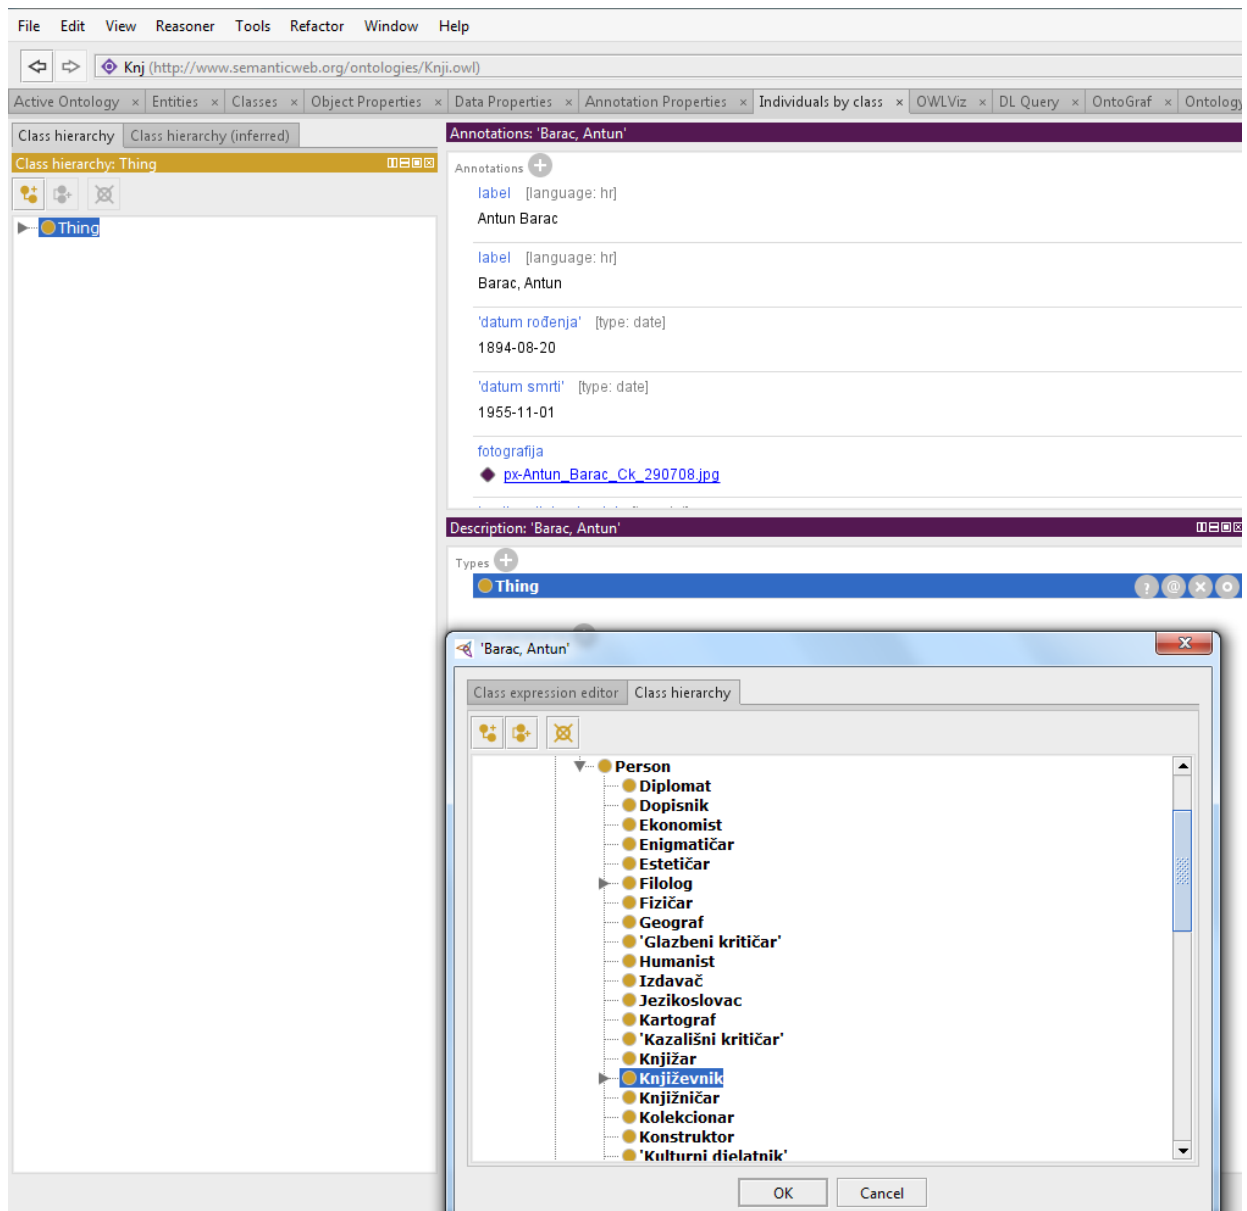 File Edit View Reasoner Tools Refactor Window Help
Knj (http://www.semanticweb.org/ontologies/Knji.owl)
Active Ontology × Entities × Classes × Object Properties × Data Properties × Annotation Properties × Individuals by class × OWLViz × DL Query × OntoGraf × Ontology
Class hierarchy Class hierarchy (inferred)
Class hierarchy: Thing
Thing
Annotations: 'Barac, Antun'
Annotations
label [language: hr]
Antun Barac
label [language: hr]
Barac, Antun
'datum rođenja' [type: date]
1894-08-20
'datum smrti' [type: date]
1955-11-01
fotografija
px-Antun_Barac_Ck_290708.jpg
Description: 'Barac, Antun'
Types
Thing
'Barac, Antun'
Class expression editor Class hierarchy
Person
Diplomat
Dopisnik
Ekonomist
Enigmatičar
Estetičar
Filolog
Fizičar
Geograf
'Glazbeni kritičar'
Humanist
Izdavač
Jezikoslovac
Kartograf
'Kazališni kritičar'
Knjižar
Književnik
Knjižničar
Kolekcionar
Konstruktor
'Kulturni djelatnik'
OK Cancel